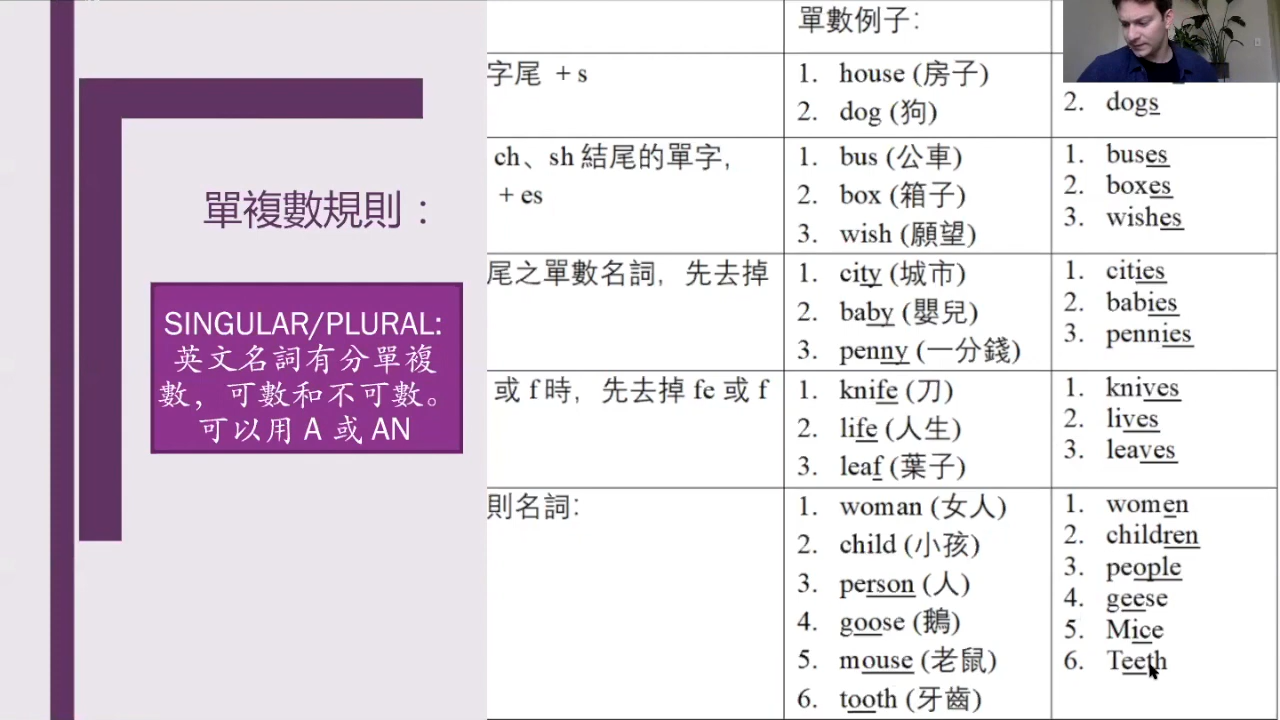 單複數規則：
SINGULAR/PLURAL:
英文名詞有分單複
數，可數和不可數。
可以用 A 或 AN
單數例子：
字尾 + s
1. house (房子)
2. dog (狗)
2. dogs
ch、sh 結尾的單字，
+ es
1. bus (公車)
2. box (箱子)
3. wish (願望)
1. buses
2. boxes
3. wishes
尾之單數名詞，先去掉
1. city (城市)
2. baby (嬰兒)
3. penny (一分錢)
1. cities
2. babies
3. pennies
或 f 時，先去掉 fe 或 f
1. knife (刀)
2. life (人生)
3. leaf (葉子)
1. knives
2. lives
3. leaves
則名詞：
1. woman (女人)
2. child (小孩)
3. person (人)
4. goose (鵝)
5. mouse (老鼠)
6. tooth (牙齒)
1. women
2. children
3. people
4. geese
5. Mice
6. Teeth